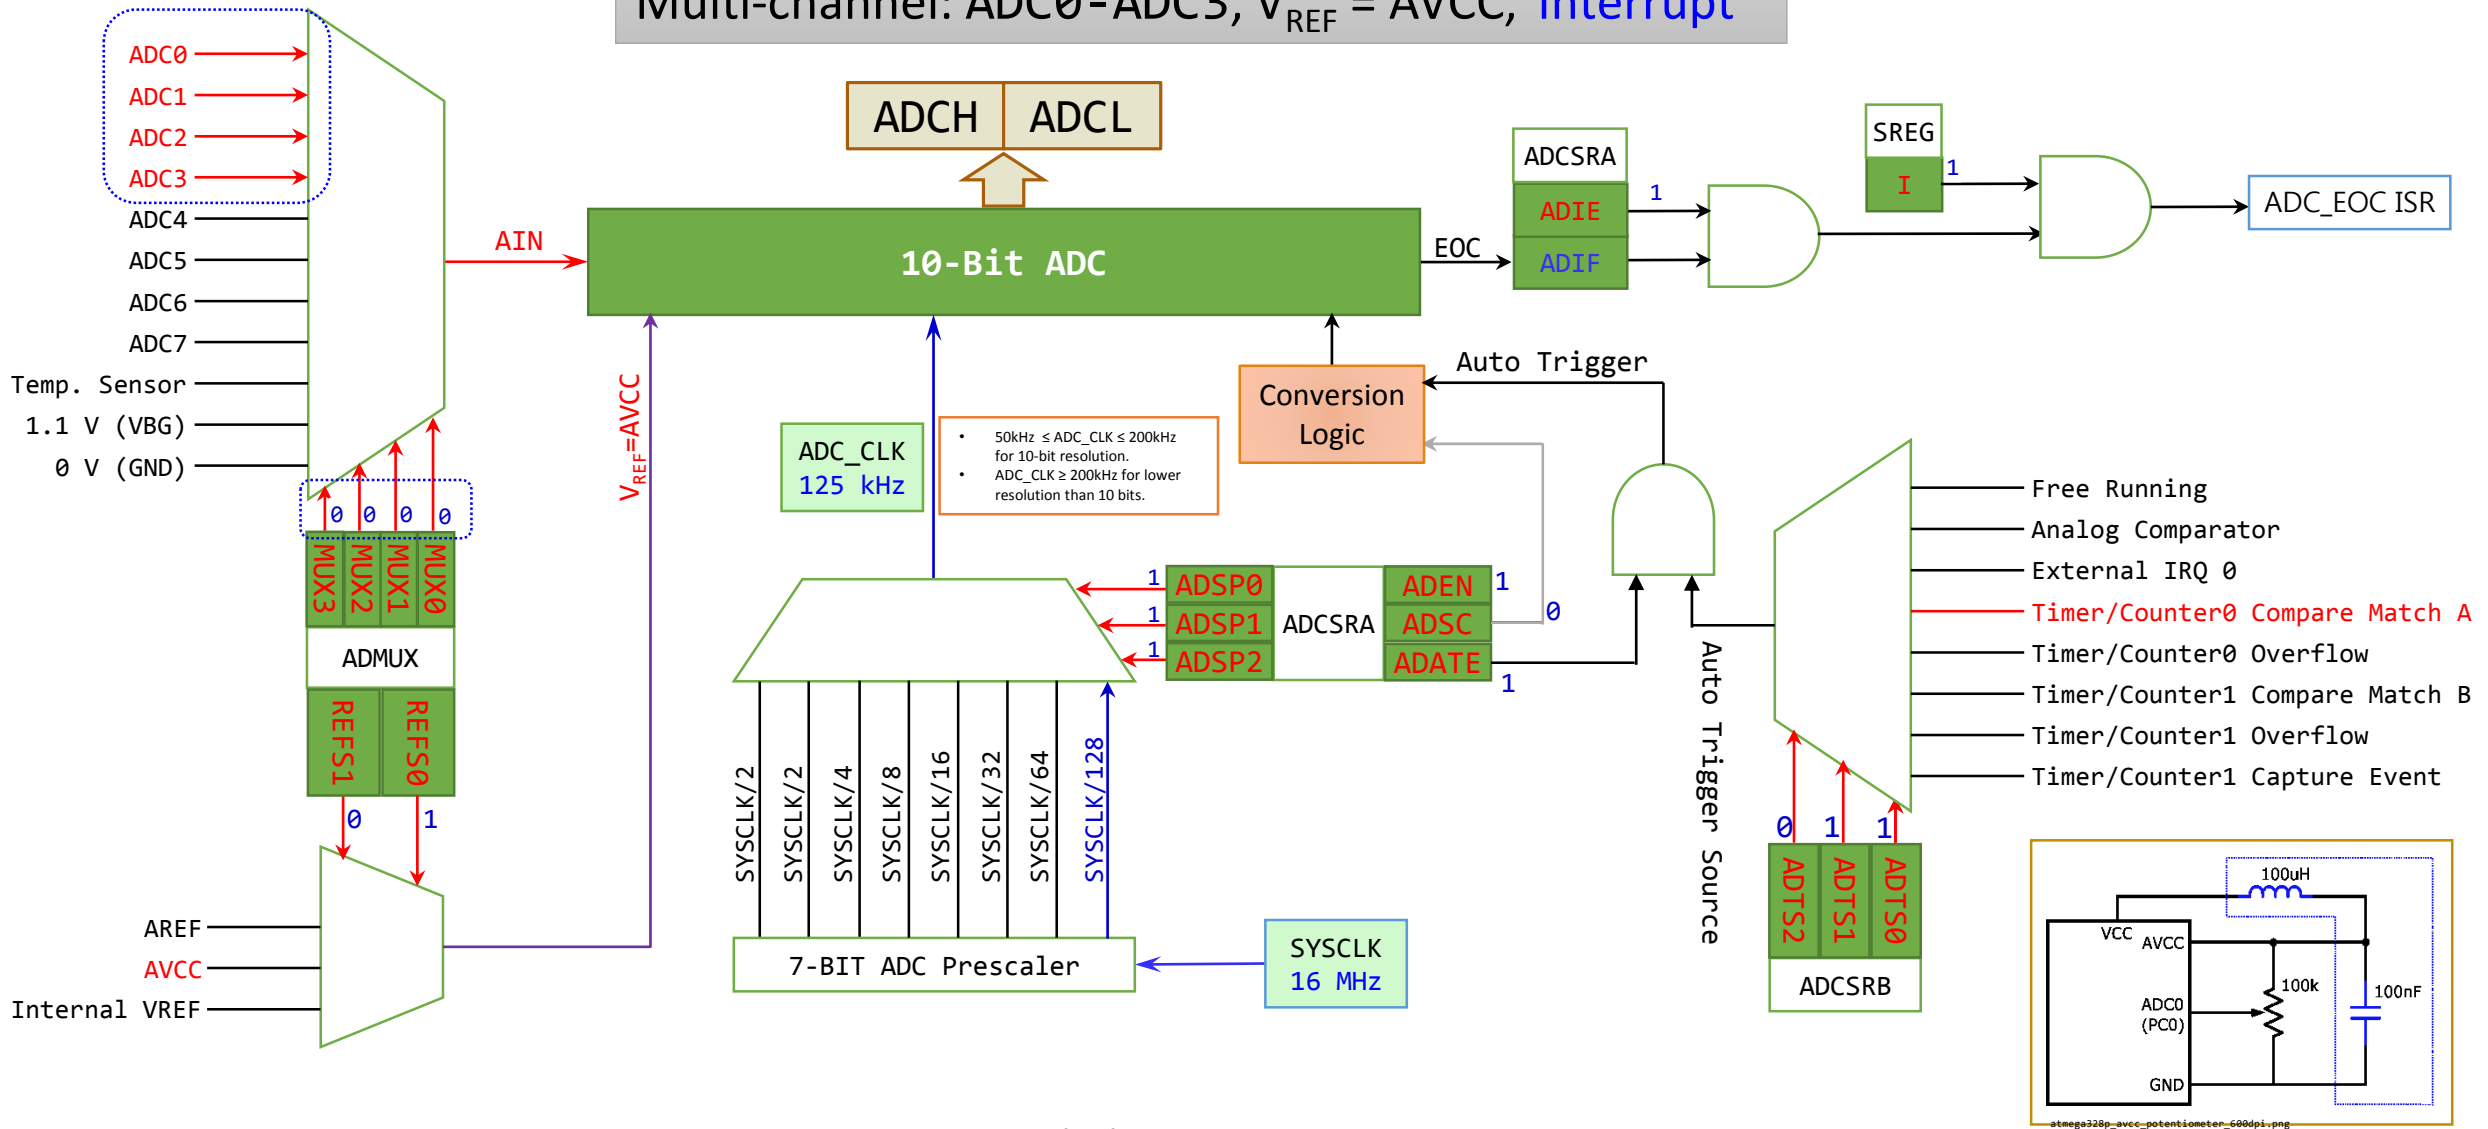 Multi-channel: ADC0-ADC3, VREF = AVCC, Interrupt
ADC0
ADC1
ADC2
ADC3
ADC4
ADC5
ADC6
ADC7
Temp. Sensor
1.1 V (VBG)
0 V (GND)
AIN
0 0 0 0
MUX3 MUX2 MUX1 MUX0
ADMUX
REFS1 REFS0
0 1
AREF
AVCC
Internal VREF
VREF=AVCC
ADCH ADCL
10-Bit ADC
EOC
ADCSRA
ADIE
ADIF
1
SREG
I
1
ADC_EOC ISR
Auto Trigger
Conversion
Logic
ADC_CLK
125 kHz
• 50kHz ≤ ADC_CLK ≤ 200kHz
for 10-bit resolution.
• ADC_CLK ≥ 200kHz for lower
resolution than 10 bits.
1 ADSP0
1 ADSP1
1 ADSP2
ADCSRA
ADEN 1
ADSC 0
ADATE 1
SYSCLK/2
SYSCLK/2
SYSCLK/4
SYSCLK/8
SYSCLK/16
SYSCLK/32
SYSCLK/64
SYSCLK/128
7-BIT ADC Prescaler
SYSCLK
16 MHz
Auto Trigger Source
Free Running
Analog Comparator
External IRQ 0
Timer/Counter0 Compare Match A
Timer/Counter0 Overflow
Timer/Counter1 Compare Match B
Timer/Counter1 Overflow
Timer/Counter1 Capture Event
0 1 1
ADTS2 ADTS1 ADTS0
ADCSRB
100uH
VCC
AVCC
100k
100nF
ADC0
(PC0)
GND
atmega328p_avcc_potentiometer_600dpi.png